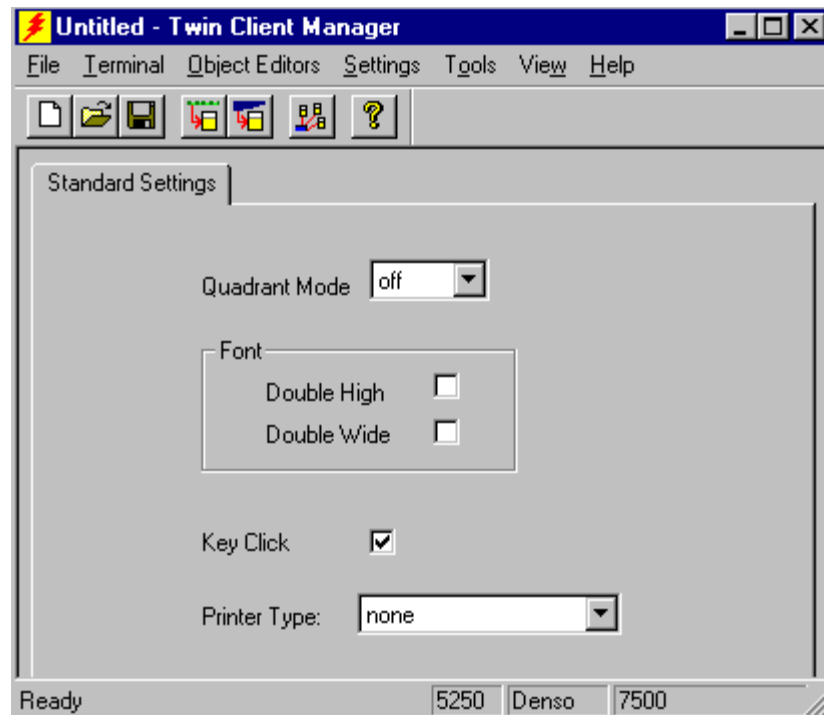 Untitled - Twin Client Manager
File Terminal Object Editors Settings Tools View Help
Standard Settings
Quadrant Mode off
Font
Double High
Double Wide
Key Click
Printer Type: none
Ready 5250 Denso 7500